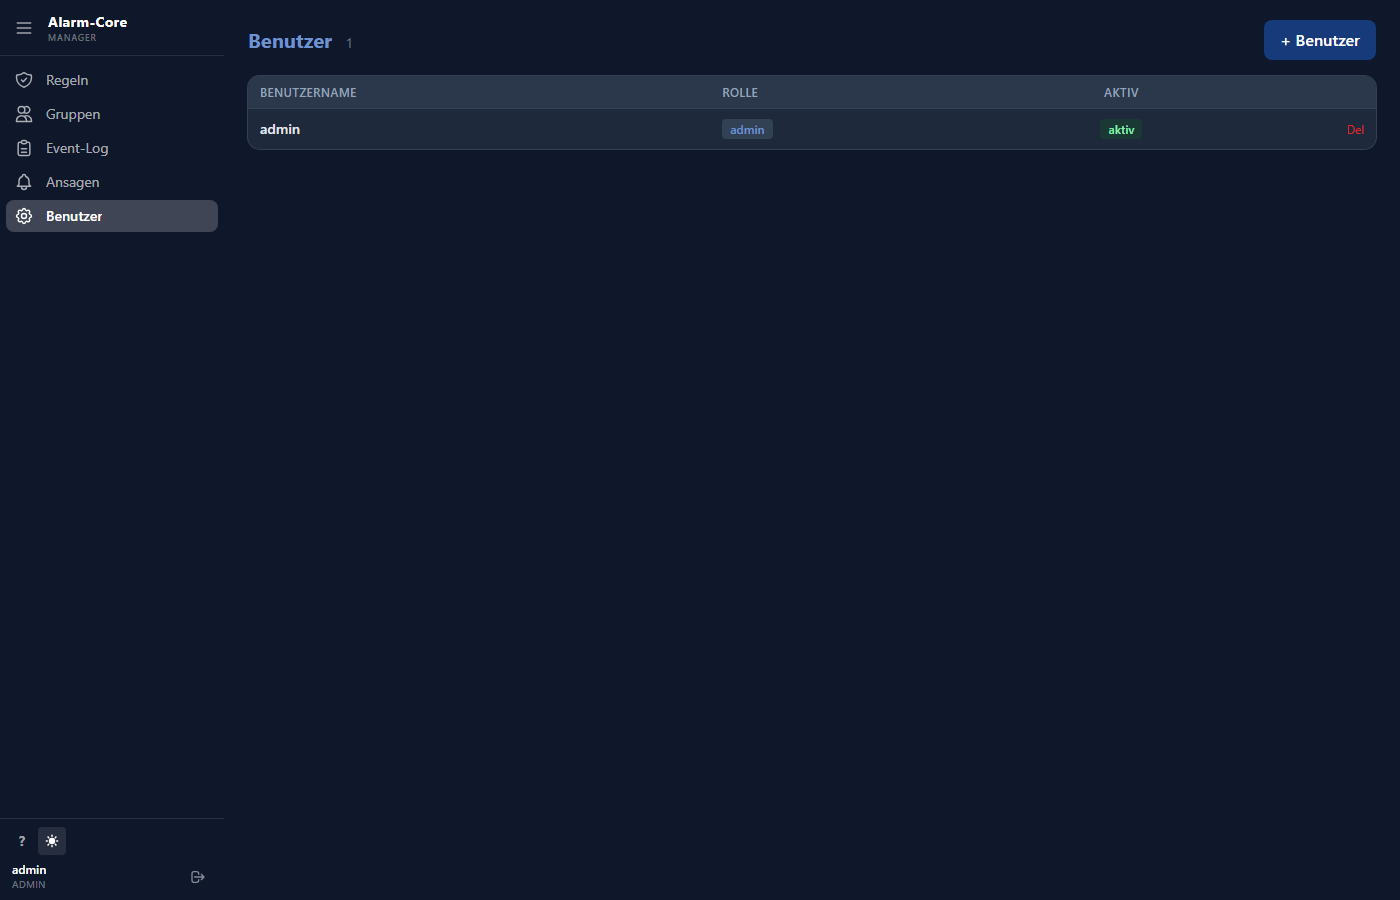 Alarm-Core
MANAGER
Regeln
Gruppen
Event-Log
Ansagen
Benutzer
?
admin
ADMIN
Benutzer 1
+ Benutzer
BENUTZERNAME ROLLE AKTIV
admin admin aktiv Del